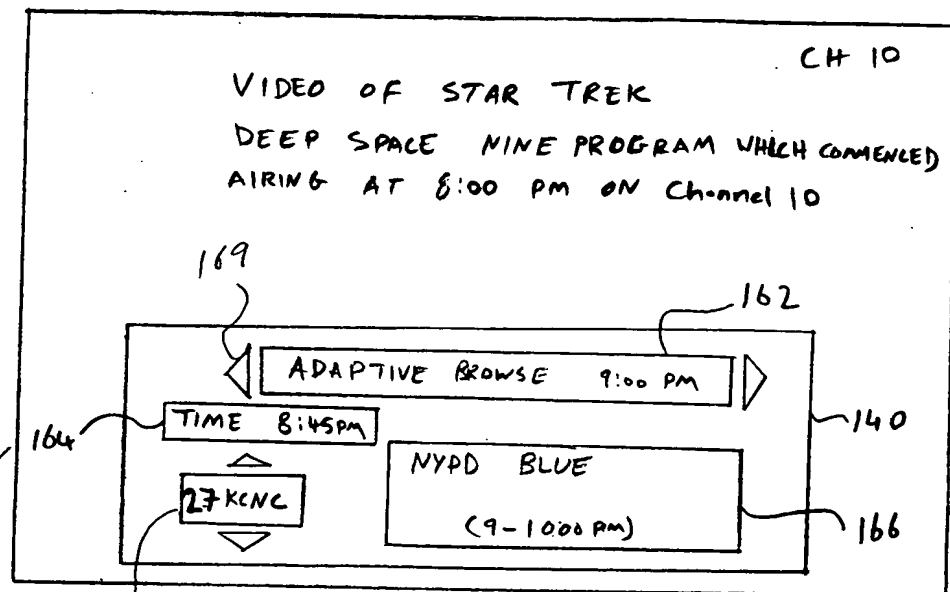 CH 10
VIDEO OF STAR TREK
DEEP SPACE NINE PROGRAM WHICH COMMENCED
AIRING AT 8:00 PM ON Channel 10
169
162
ADAPTIVE BROWSE 9:00 PM
164
TIME 8:45PM
140
NYPD BLUE
27 KCNC
(9-10:00 PM)
166